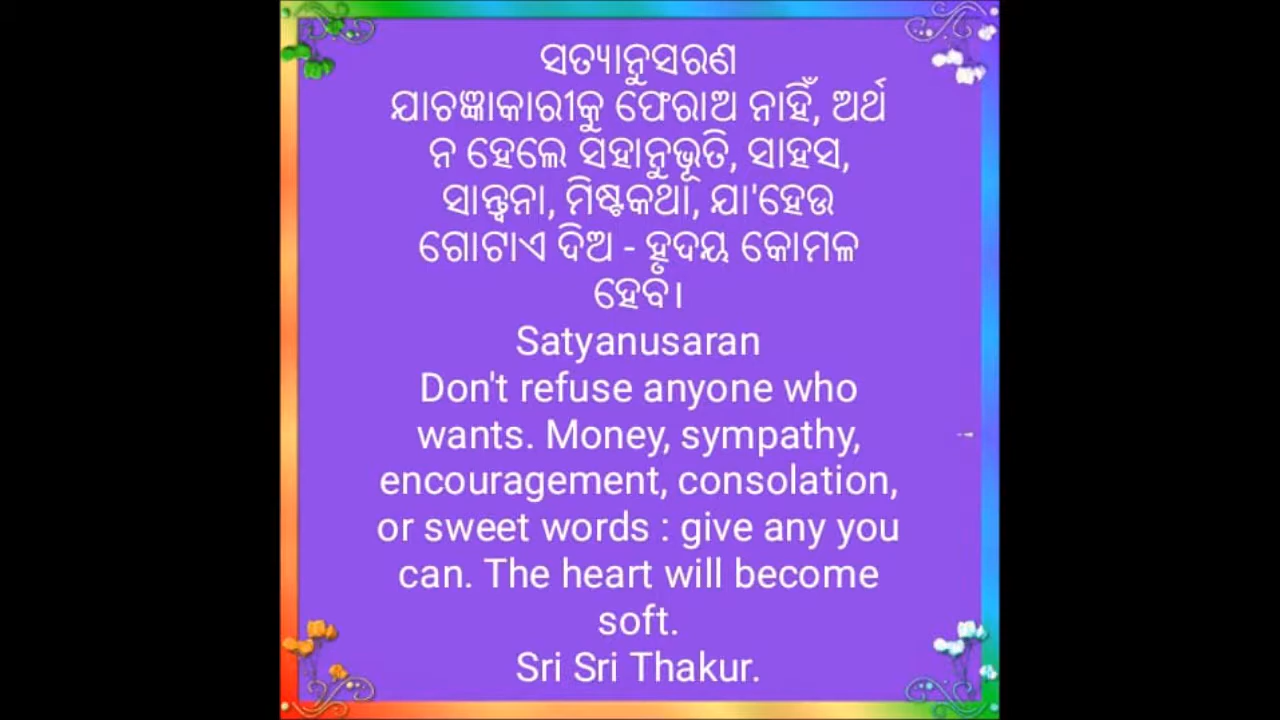 ସତ୍ୟାନୁସରଣ
ଯାଚଜ୍ଞାକାରୀକୁ ଫେରାଅ ନାହିଁ, ଅର୍ଥ
ନ ହେଲେ ସହାନୁଭୂତି, ସାହସ,
ସାନ୍ତ୍ୱନା, ମିଷ୍ଟକଥା, ଯା'ହେଉ
ଗୋଟାଏ ଦିଅ - ହୃଦୟ କୋମଳ
ହେବ।
Satyanusaran
Don't refuse anyone who
wants. Money, sympathy,
encouragement, consolation,
or sweet words : give any you
can. The heart will become
soft.
Sri Sri Thakur.